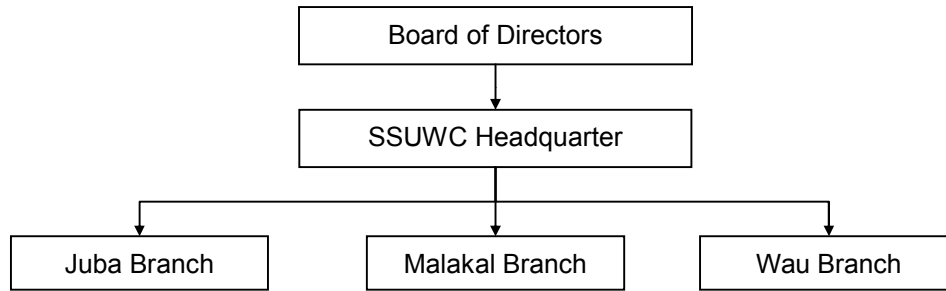 Board of Directors
SSUWC Headquarter
Juba Branch
Malakal Branch
Wau Branch